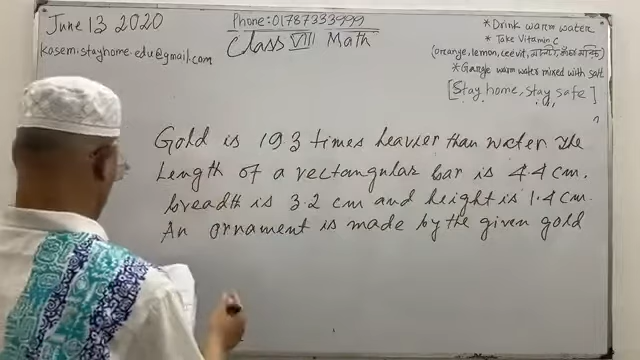 June 13 2020
kasem.stayhome.edu@gmail.com
Phone: 01787333999
Class VIII Math
* Drink warm water
* Take Vitamin C
(orange, lemon, ceevit,
* Gargle warm water mixed with salt
[Stay home, stay safe]
Gold is 19.3 times heavier than water The
length of a rectangular bar is 4.4 cm.
breadth is 3.2 cm and height is 1.4 cm.
An ornament is made by the given gold